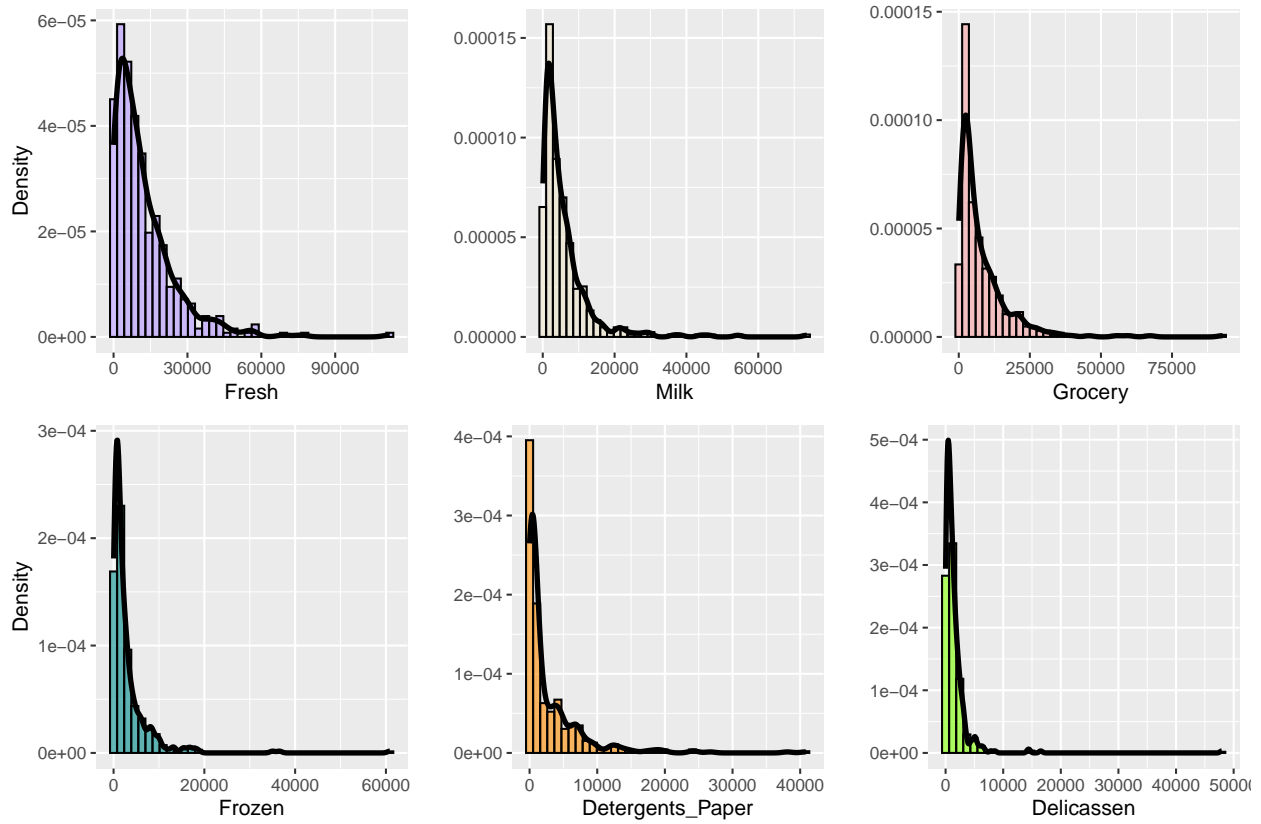 6e−05
4e−05
2e−05
0e+00
Density
0 30000 60000 90000
Fresh
0.00015
0.00010
0.00005
0.00000
0 20000 40000 60000
Milk
0.00015
0.00010
0.00005
0.00000
0 25000 50000 75000
Grocery
3e−04
2e−04
1e−04
0e+00
Density
0 20000 40000 60000
Frozen
4e−04
3e−04
2e−04
1e−04
0e+00
0 10000 20000 30000 40000
Detergents_Paper
5e−04
4e−04
3e−04
2e−04
1e−04
0e+00
0 10000 20000 30000 40000 5000
Delicassen